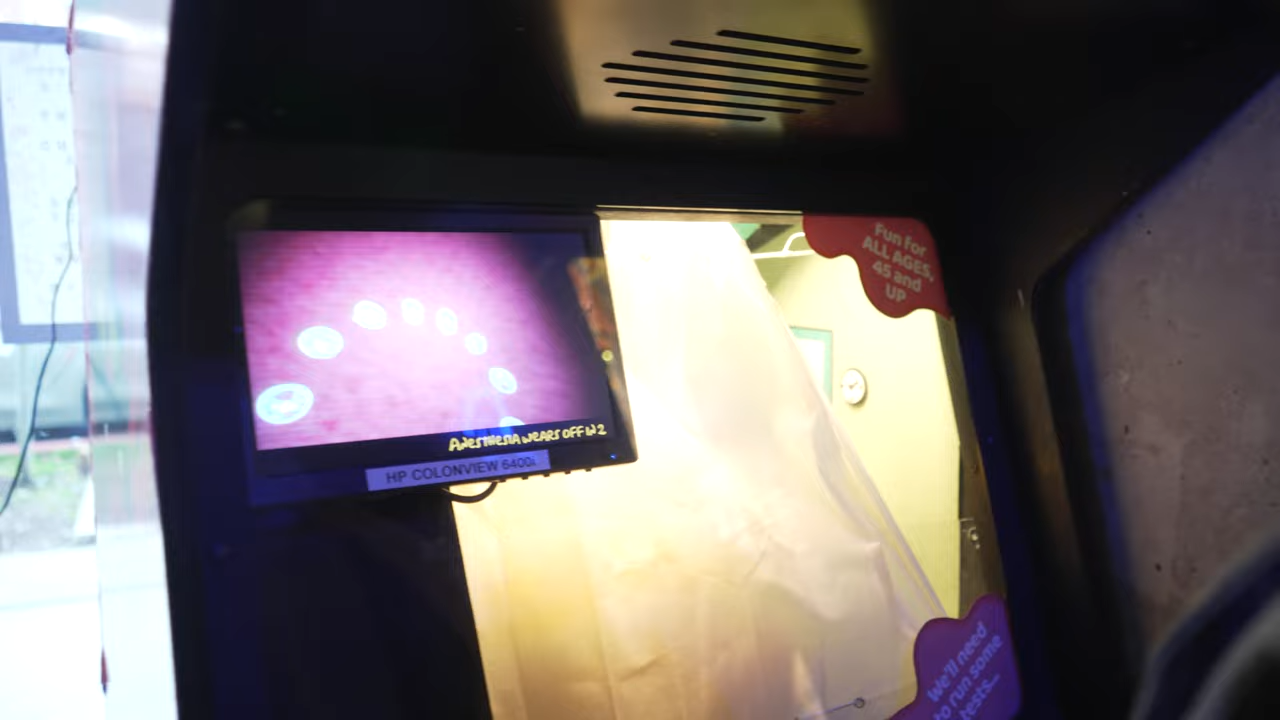 Fun for
ALL AGES,
45 and
UP
ANESTHESIA WEARS OFF IN 2
HP COLONVIEW 6400i
We'll need
to run some
tests...